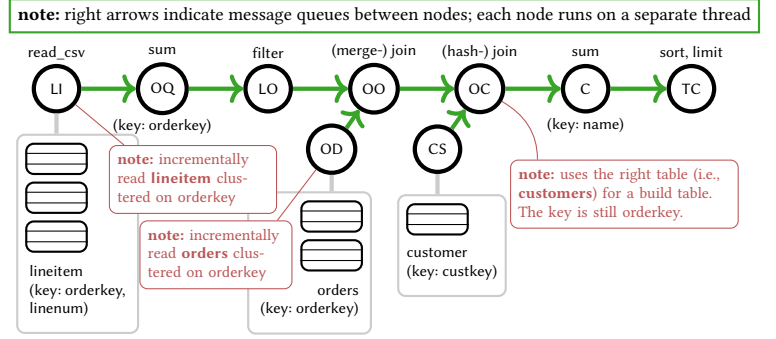 note: right arrows indicate message queues between nodes; each node runs on a separate thread
read_csv
sum
filter
(merge-) join
(hash-) join
sum
sort, limit
LI
OQ
LO
OO
OC
C
TC
(key: orderkey)
(key: name)
OD
CS
note: incrementally
read lineitem clus-
tered on orderkey
note: uses the right table (i.e.,
customers) for a build table.
The key is still orderkey.
note: incrementally
read orders clus-
tered on orderkey
lineitem
(key: orderkey,
linenum)
orders
(key: orderkey)
customer
(key: custkey)